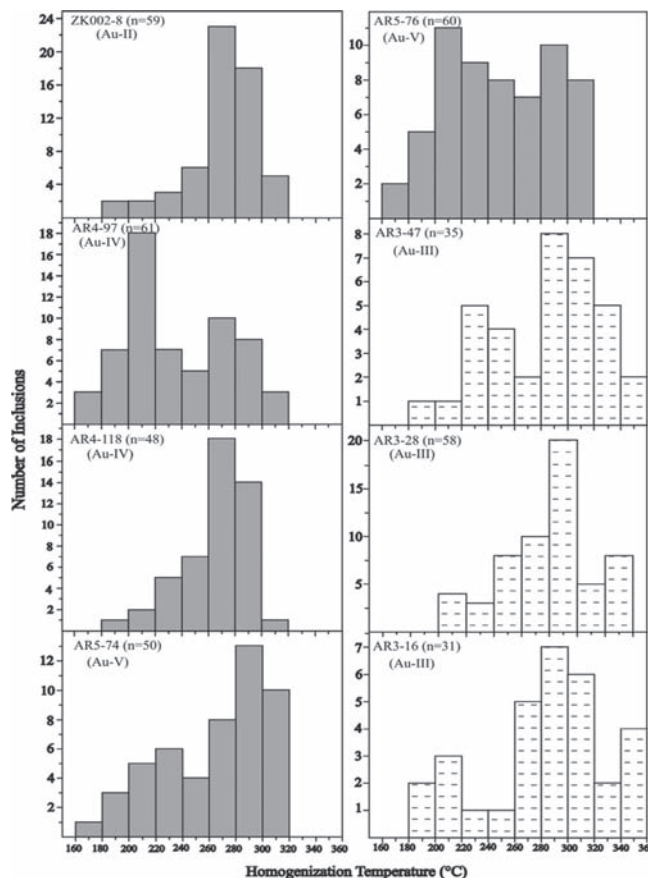 ZK002-8 (n=59)
(Au-II)
24
20
16
12
8
4
AR5-76 (n=60)
(Au-V)
10
8
6
4
2
AR4-97 (n=61)
(Au-IV)
18
16
14
12
10
8
6
4
2
AR3-47 (n=35)
(Au-III)
8
7
6
5
4
3
2
1
Number of Inclusions
AR4-118 (n=48)
(Au-IV)
18
16
14
12
10
8
6
4
2
AR3-28 (n=58)
(Au-III)
20
15
10
5
AR5-74 (n=50)
(Au-V)
12
10
8
6
4
2
AR3-16 (n=31)
(Au-III)
7
6
5
4
3
2
1
160 180 200 220 240 260 280 300 320 340 360
180 200 220 240 260 280 300 320 340 36
Homogenization Temperature (°C)